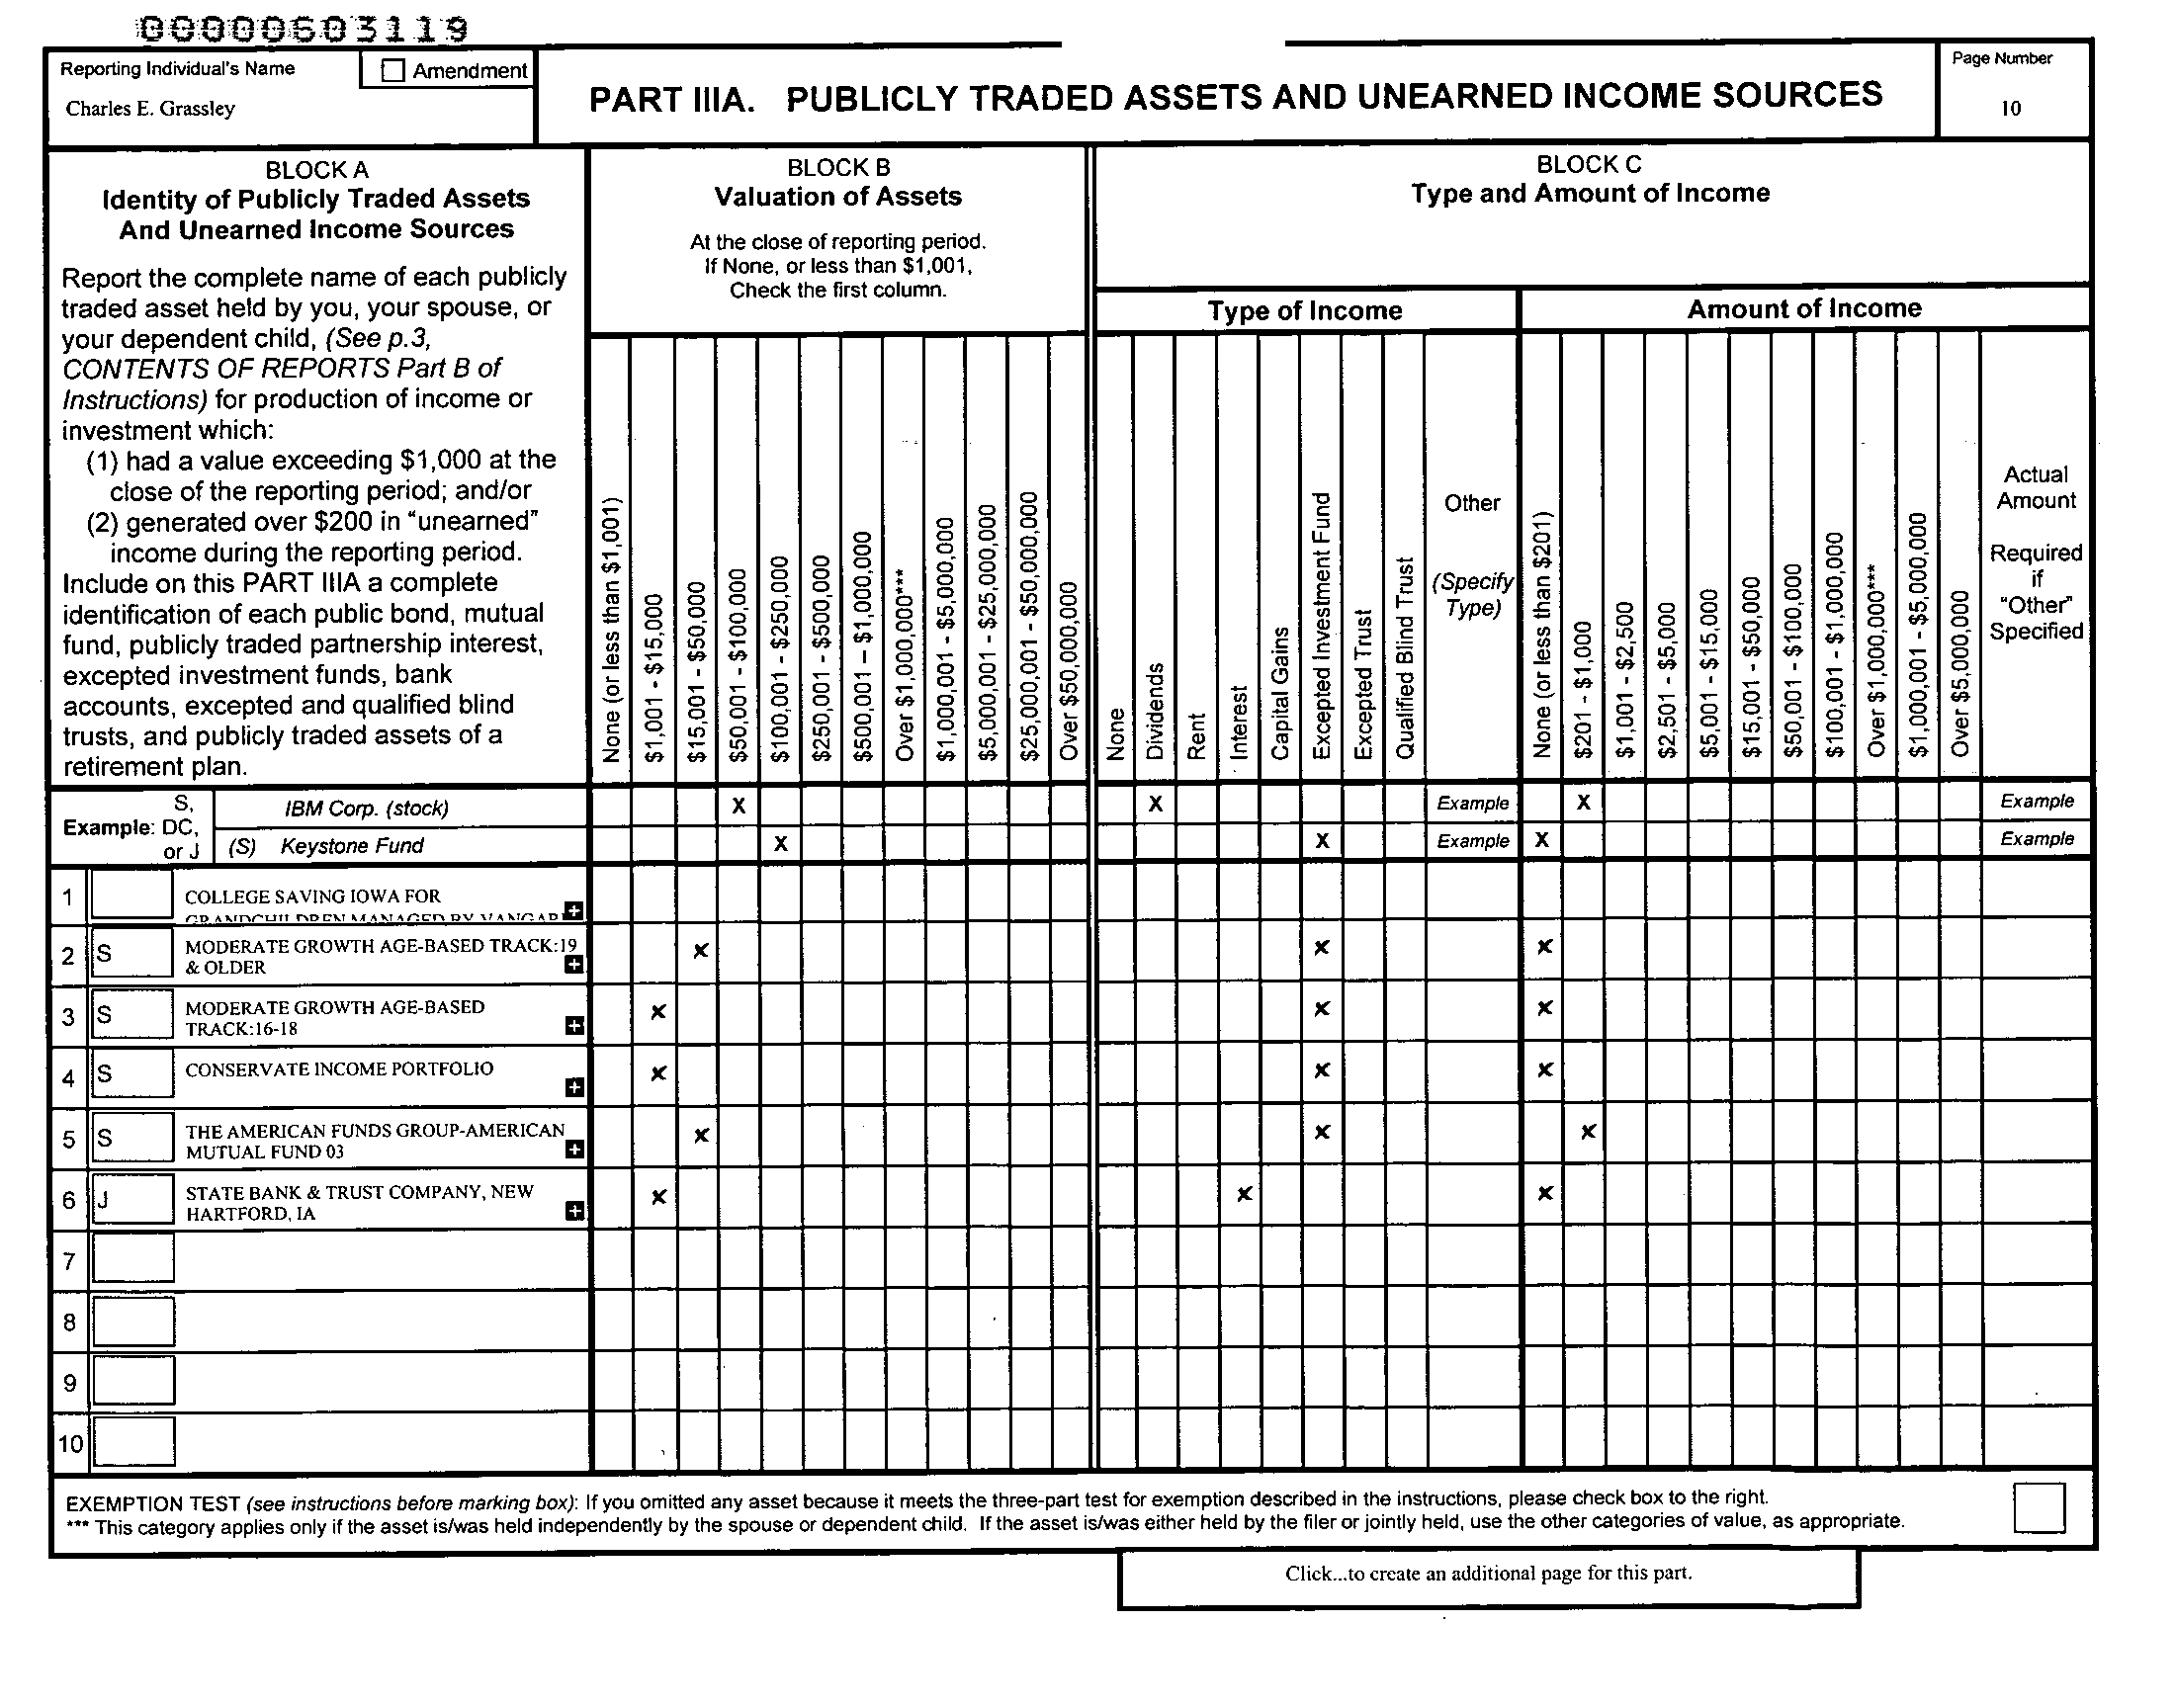 00000603119
Reporting Individual's Name
Amendment
Charles E. Grassley
PART IIIA. PUBLICLY TRADED ASSETS AND UNEARNED INCOME SOURCES
Page Number
10
BLOCK A
Identity of Publicly Traded Assets
And Unearned Income Sources
Report the complete name of each publicly
traded asset held by you, your spouse, or
your dependent child, (See p.3,
CONTENTS OF REPORTS Part B of
Instructions) for production of income or
investment which:
(1) had a value exceeding $1,000 at the
close of the reporting period; and/or
(2) generated over $200 in "unearned"
income during the reporting period.
Include on this PART IIIA a complete
identification of each public bond, mutual
fund, publicly traded partnership interest,
excepted investment funds, bank
accounts, excepted and qualified blind
trusts, and publicly traded assets of a
retirement plan.
BLOCK B
Valuation of Assets
At the close of reporting period.
If None, or less than $1,001,
Check the first column.
None (or less than $1,001)
$1,001 - $15,000
$15,001 - $50,000
$50,001 - $100,000
$100,001 - $250,000
$250,001 - $500,000
$500,001 – $1,000,000
Over $1,000,000***
$1,000,001 - $5,000,000
$5,000,001 - $25,000,000
$25,000,001 - $50,000,000
Over $50,000,000
BLOCK C
Type and Amount of Income
Type of Income
None
Dividends
Rent
Interest
Capital Gains
Excepted Investment Fund
Excepted Trust
Qualified Blind Trust
Other
(Specify
Type)
Amount of Income
None (or less than $201)
$201 - $1,000
$1,001 - $2,500
$2,501 - $5,000
$5,001 - $15,000
$15,001 - $50,000
$50,001 - $100,000
$100,001 - $1,000,000
Over $1,000,000***
$1,000,001 - $5,000,000
Over $5,000,000
Actual
Amount
Required
if
"Other"
Specified
Example: S,
DC,
or J
IBM Corp. (stock) X X Example X Example
(S) Keystone Fund X X Example X Example
1 COLLEGE SAVING IOWA FOR
GRANDCHILDREN MANAGED BY VANGARD
2 S MODERATE GROWTH AGE-BASED TRACK:19 X X X
& OLDER
3 S MODERATE GROWTH AGE-BASED X X X
TRACK:16-18
4 S CONSERVATE INCOME PORTFOLIO X X X
5 S THE AMERICAN FUNDS GROUP-AMERICAN X X X
MUTUAL FUND 03
6 J STATE BANK & TRUST COMPANY, NEW X X X
HARTFORD, IA
7
8
9
10
EXEMPTION TEST (see instructions before marking box): If you omitted any asset because it meets the three-part test for exemption described in the instructions, please check box to the right.
*** This category applies only if the asset is/was held independently by the spouse or dependent child. If the asset is/was either held by the filer or jointly held, use the other categories of value, as appropriate.
Click...to create an additional page for this part.